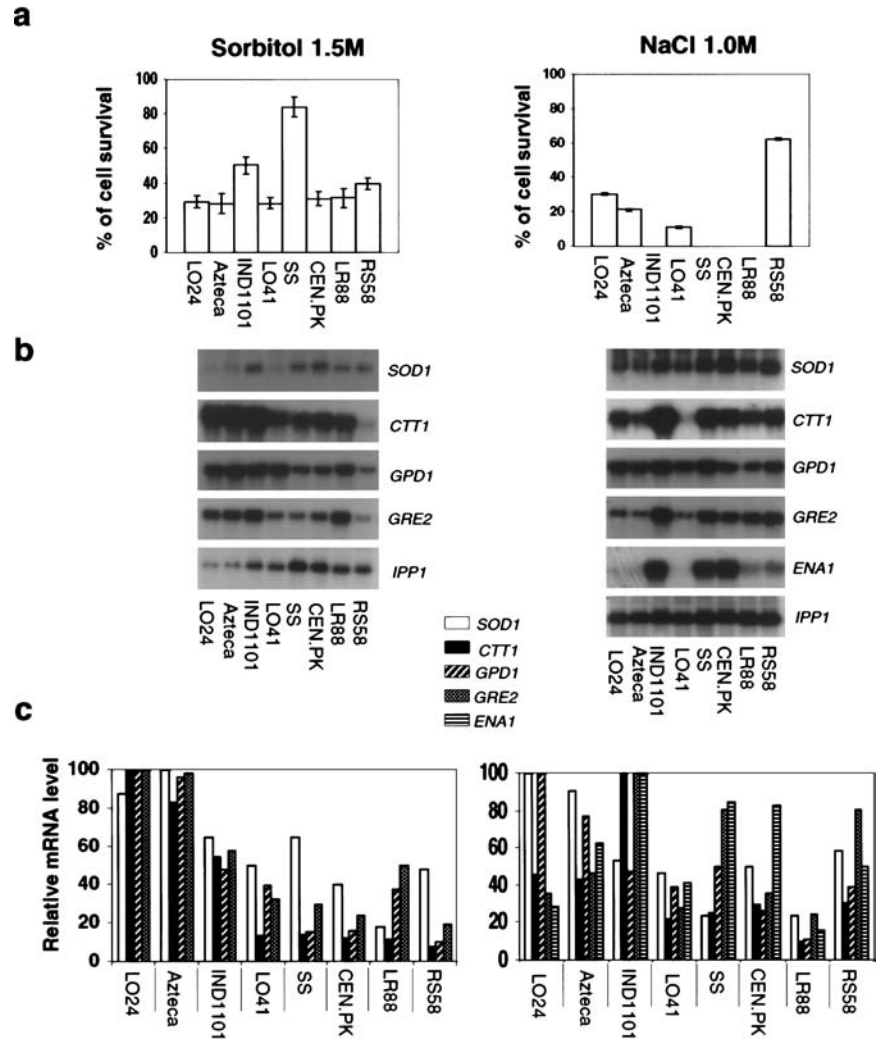 a
Sorbitol 1.5M
NaCl 1.0M
% of cell survival
100
80
60
40
20
0
LO24
Azteca
IND1101
LO41
SS
CEN.PK
LR88
RS58
% of cell survival
100
80
60
40
20
0
LO24
Azteca
IND1101
LO41
SS
CEN.PK
LR88
RS58
b
SOD1
CTT1
GPD1
GRE2
IPP1
LO24
Azteca
IND1101
LO41
SS
CEN.PK
LR88
RS58
SOD1
CTT1
GPD1
GRE2
ENA1
IPP1
LO24
Azteca
IND1101
LO41
SS
CEN.PK
LR88
RS58
SOD1
CTT1
GPD1
GRE2
ENA1
c
Relative mRNA level
100
80
60
40
20
0
LO24
Azteca
IND1101
LO41
SS
CEN.PK
LR88
RS58
100
80
60
40
20
0
LO24
Azteca
IND1101
LO41
SS
CEN.PK
LR88
RS58